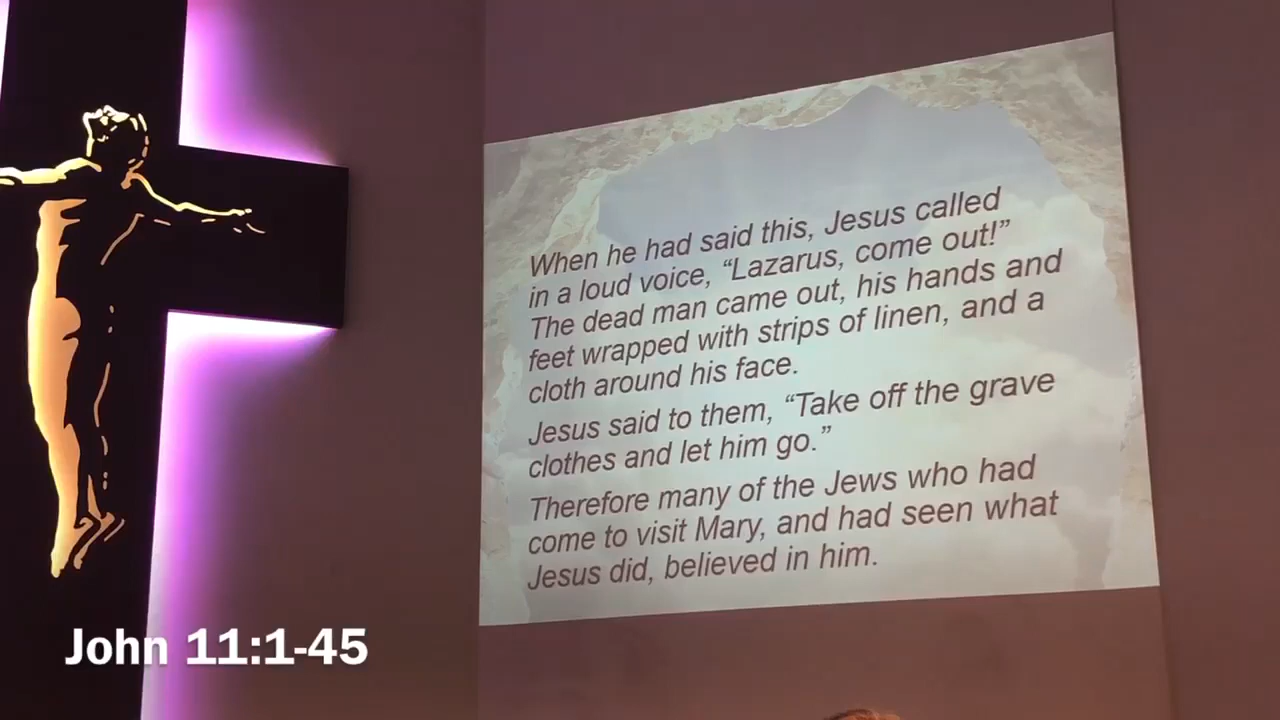 When he had said this, Jesus called
in a loud voice, “Lazarus, come out!”
The dead man came out, his hands and
feet wrapped with strips of linen, and a
cloth around his face.
Jesus said to them, “Take off the grave
clothes and let him go.”
Therefore many of the Jews who had
come to visit Mary, and had seen what
Jesus did, believed in him.
John 11:1-45